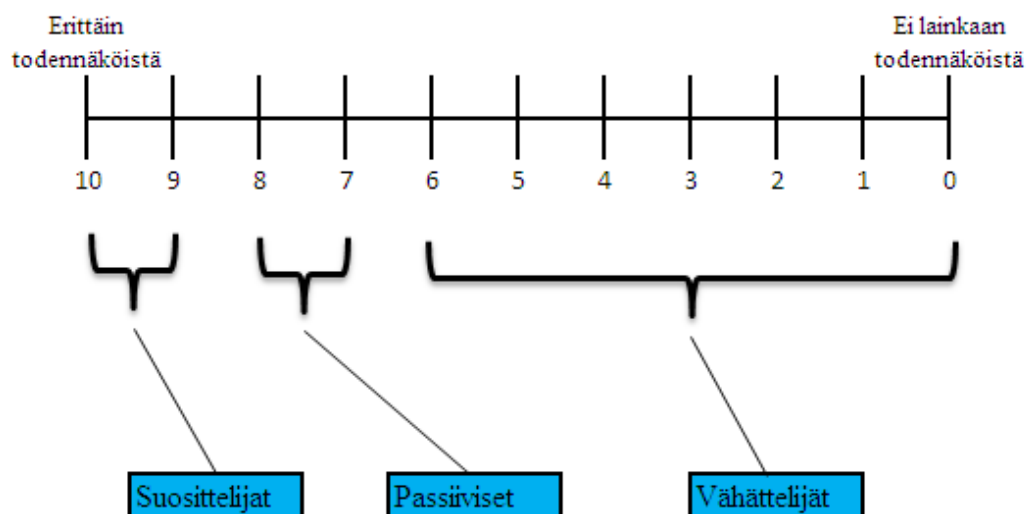 Erittäin
todennäköistä
Ei lainkaan
todennäköistä
10 9 8 7 6 5 4 3 2 1 0
Suosittelijat
Passiiviset
Vähättelijät